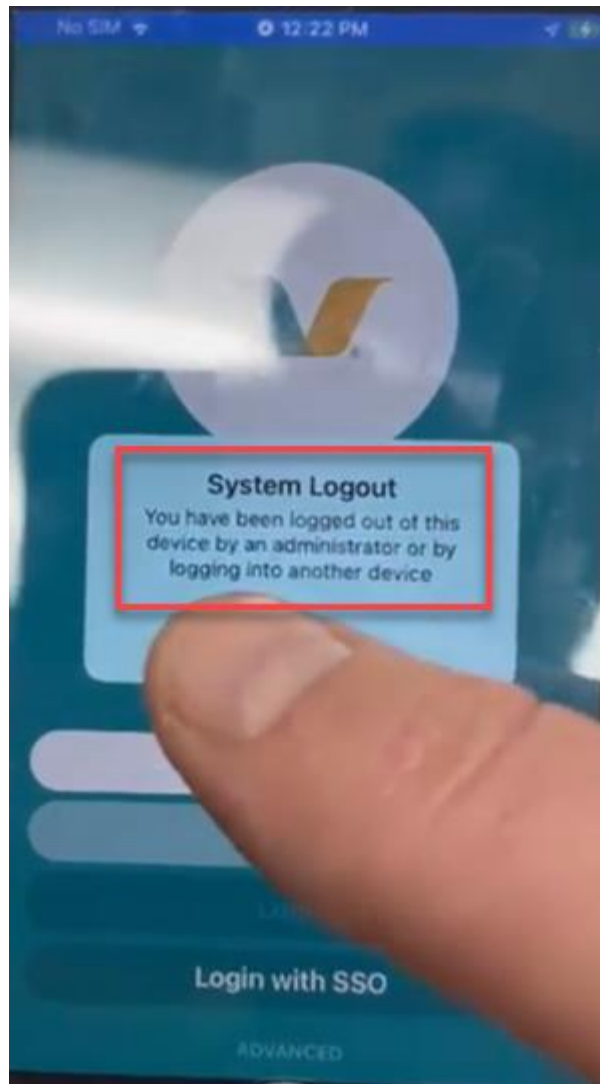 No SIM 12:22 PM
System Logout
You have been logged out of this
device by an administrator or by
logging into another device
Login with SSO
ADVANCED